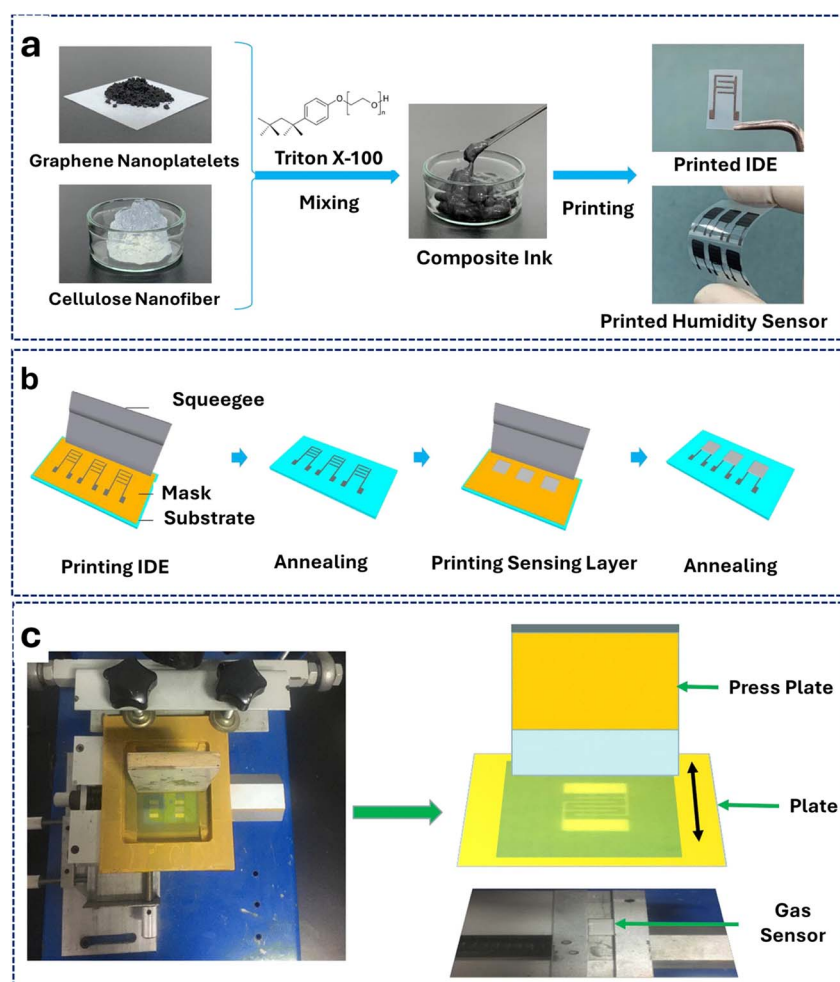 a
Graphene Nanoplatelets
Cellulose Nanofiber
O
O
H
n
Triton X-100
Mixing
Composite Ink
Printing
Printed IDE
Printed Humidity Sensor
b
Squeegee
Mask
Substrate
Printing IDE
Annealing
Printing Sensing Layer
Annealing
c
Press Plate
Plate
Gas
Sensor